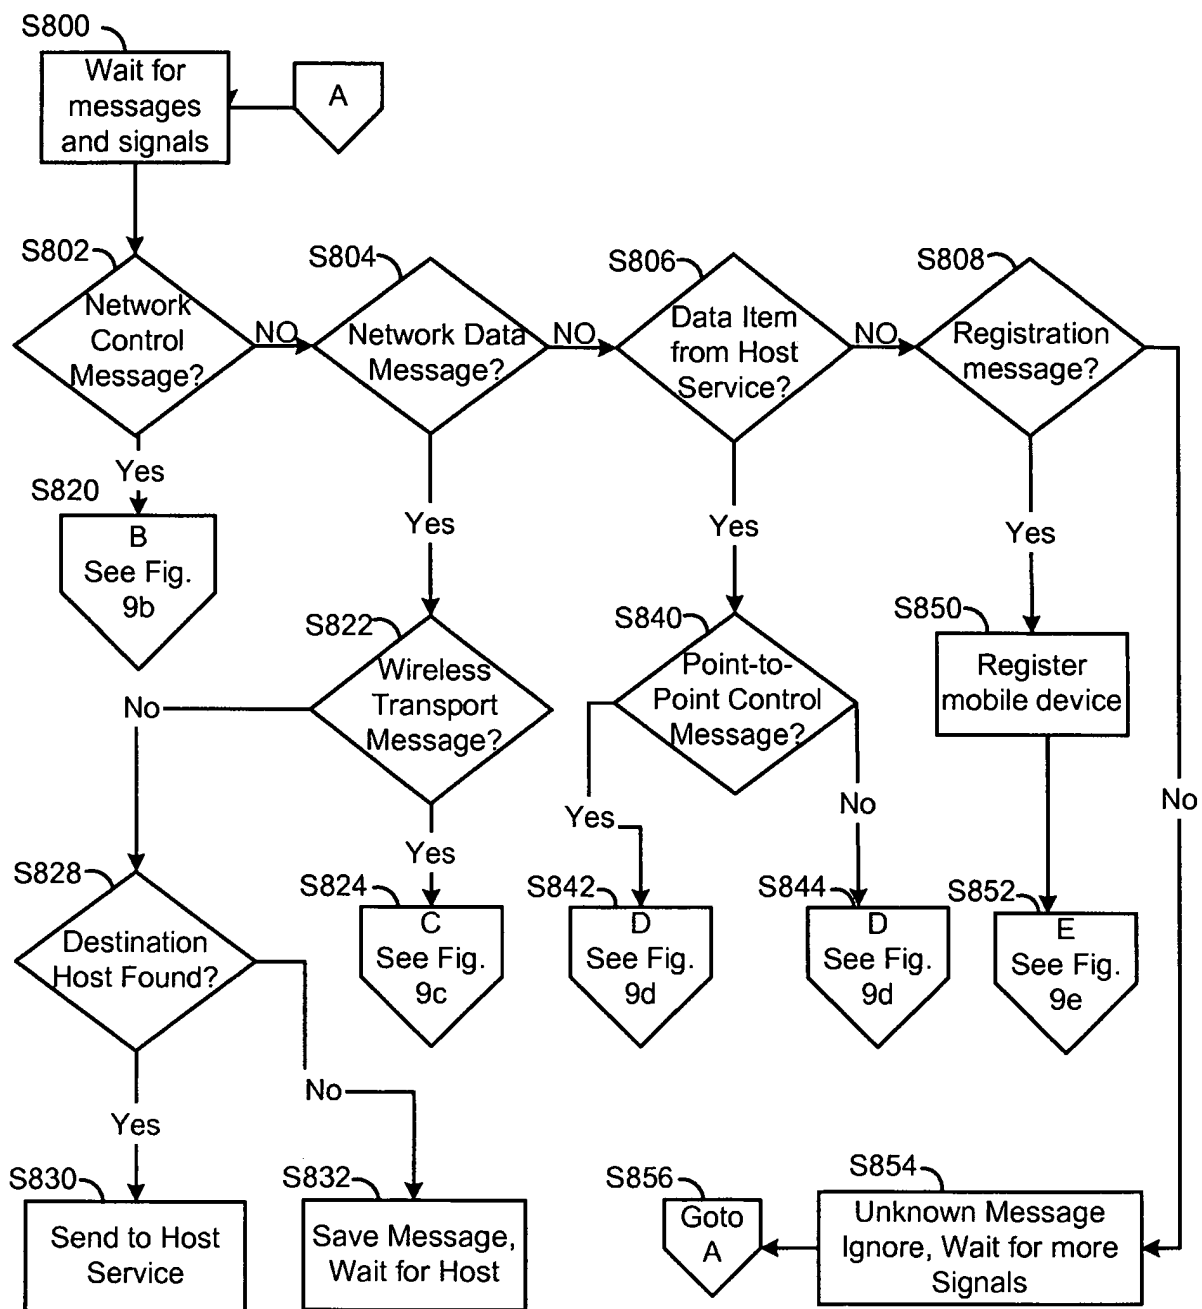 S800
Wait for
messages
and signals
A
S802
Network
Control
Message?
NO
S804
Network Data
Message?
NO
S806
Data Item
from Host
Service?
NO
S808
Registration
message?
Yes
S820
B
See Fig.
9b
Yes
Yes
Yes
No
S822
Wireless
Transport
Message?
No
S840
Point-to-
Point Control
Message?
S850
Register
mobile device
Yes
Yes
No
S828
Destination
Host Found?
S824
C
See Fig.
9c
S842
D
See Fig.
9d
S844
D
See Fig.
9d
S852
E
See Fig.
9e
Yes
No
S830
Send to Host
Service
S832
Save Message,
Wait for Host
S856
Goto
A
S854
Unknown Message
Ignore, Wait for more
Signals